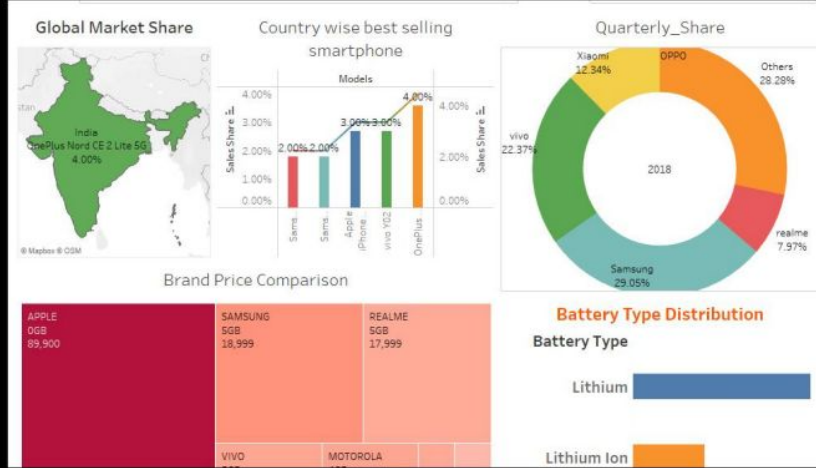 Global Market Share
India
OnePlus Nord CE 2 Lite 5G
4.00%
© Mapbox © OSM
Country wise best selling
smartphone
Models
Sales Share
4.00%
3.00%
2.00%
1.00%
0.00%
2.00%
2.00%
3.00%
3.00%
4.00%
4.00%
2.00%
0.00%
Sales Share
Sams..
Sams..
Apple
iPhone..
vivo Y02
OnePlus
Quarterly_Share
Xiaomi
12.34%
OPPO
Others
28.28%
vivo
22.37%
2018
realme
7.97%
Samsung
29.05%
Brand Price Comparison
APPLE
0GB
89,900
SAMSUNG
5GB
18,999
REALME
5GB
17,999
VIVO
MOTOROLA
Battery Type Distribution
Battery Type
Lithium
Lithium Ion